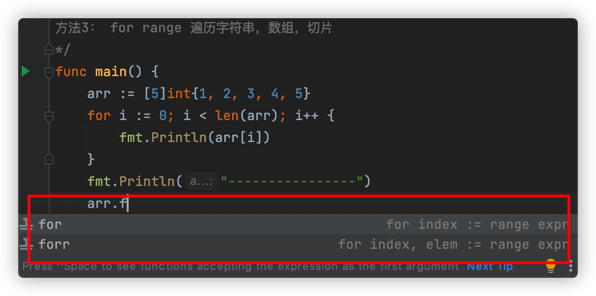 方法3： for range 遍历字符串，数组，切片
*/
func main() {
arr := [5]int{1, 2, 3, 4, 5}
for i := 0; i < len(arr); i++ {
fmt.Println(arr[i])
}
fmt.Println( a...: "----------------")
arr.f
for for index := range expr
forr for index, elem := range expr
Press ^Space to see functions accepting the expression as the first argument Next Tip